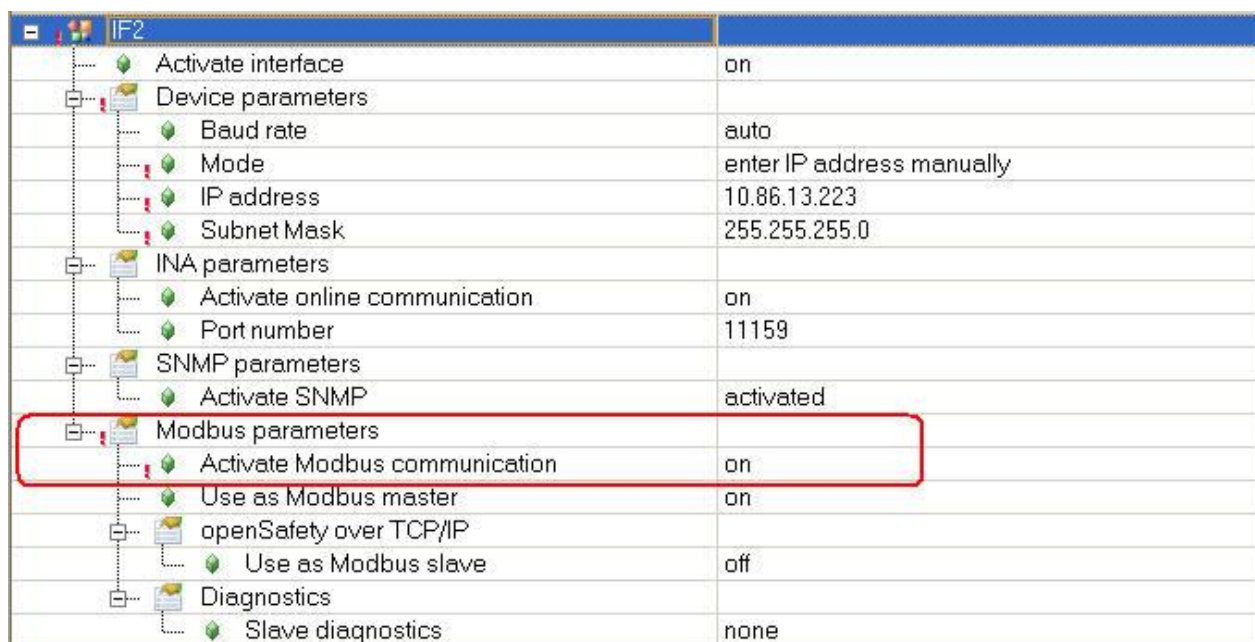 IF2
Activate interface on
Device parameters
Baud rate auto
Mode enter IP address manually
IP address 10.86.13.223
Subnet Mask 255.255.255.0
INA parameters
Activate online communication on
Port number 11159
SNMP parameters
Activate SNMP activated
Modbus parameters
Activate Modbus communication on
Use as Modbus master on
openSafety over TCP/IP
Use as Modbus slave off
Diagnostics
Slave diagnostics none